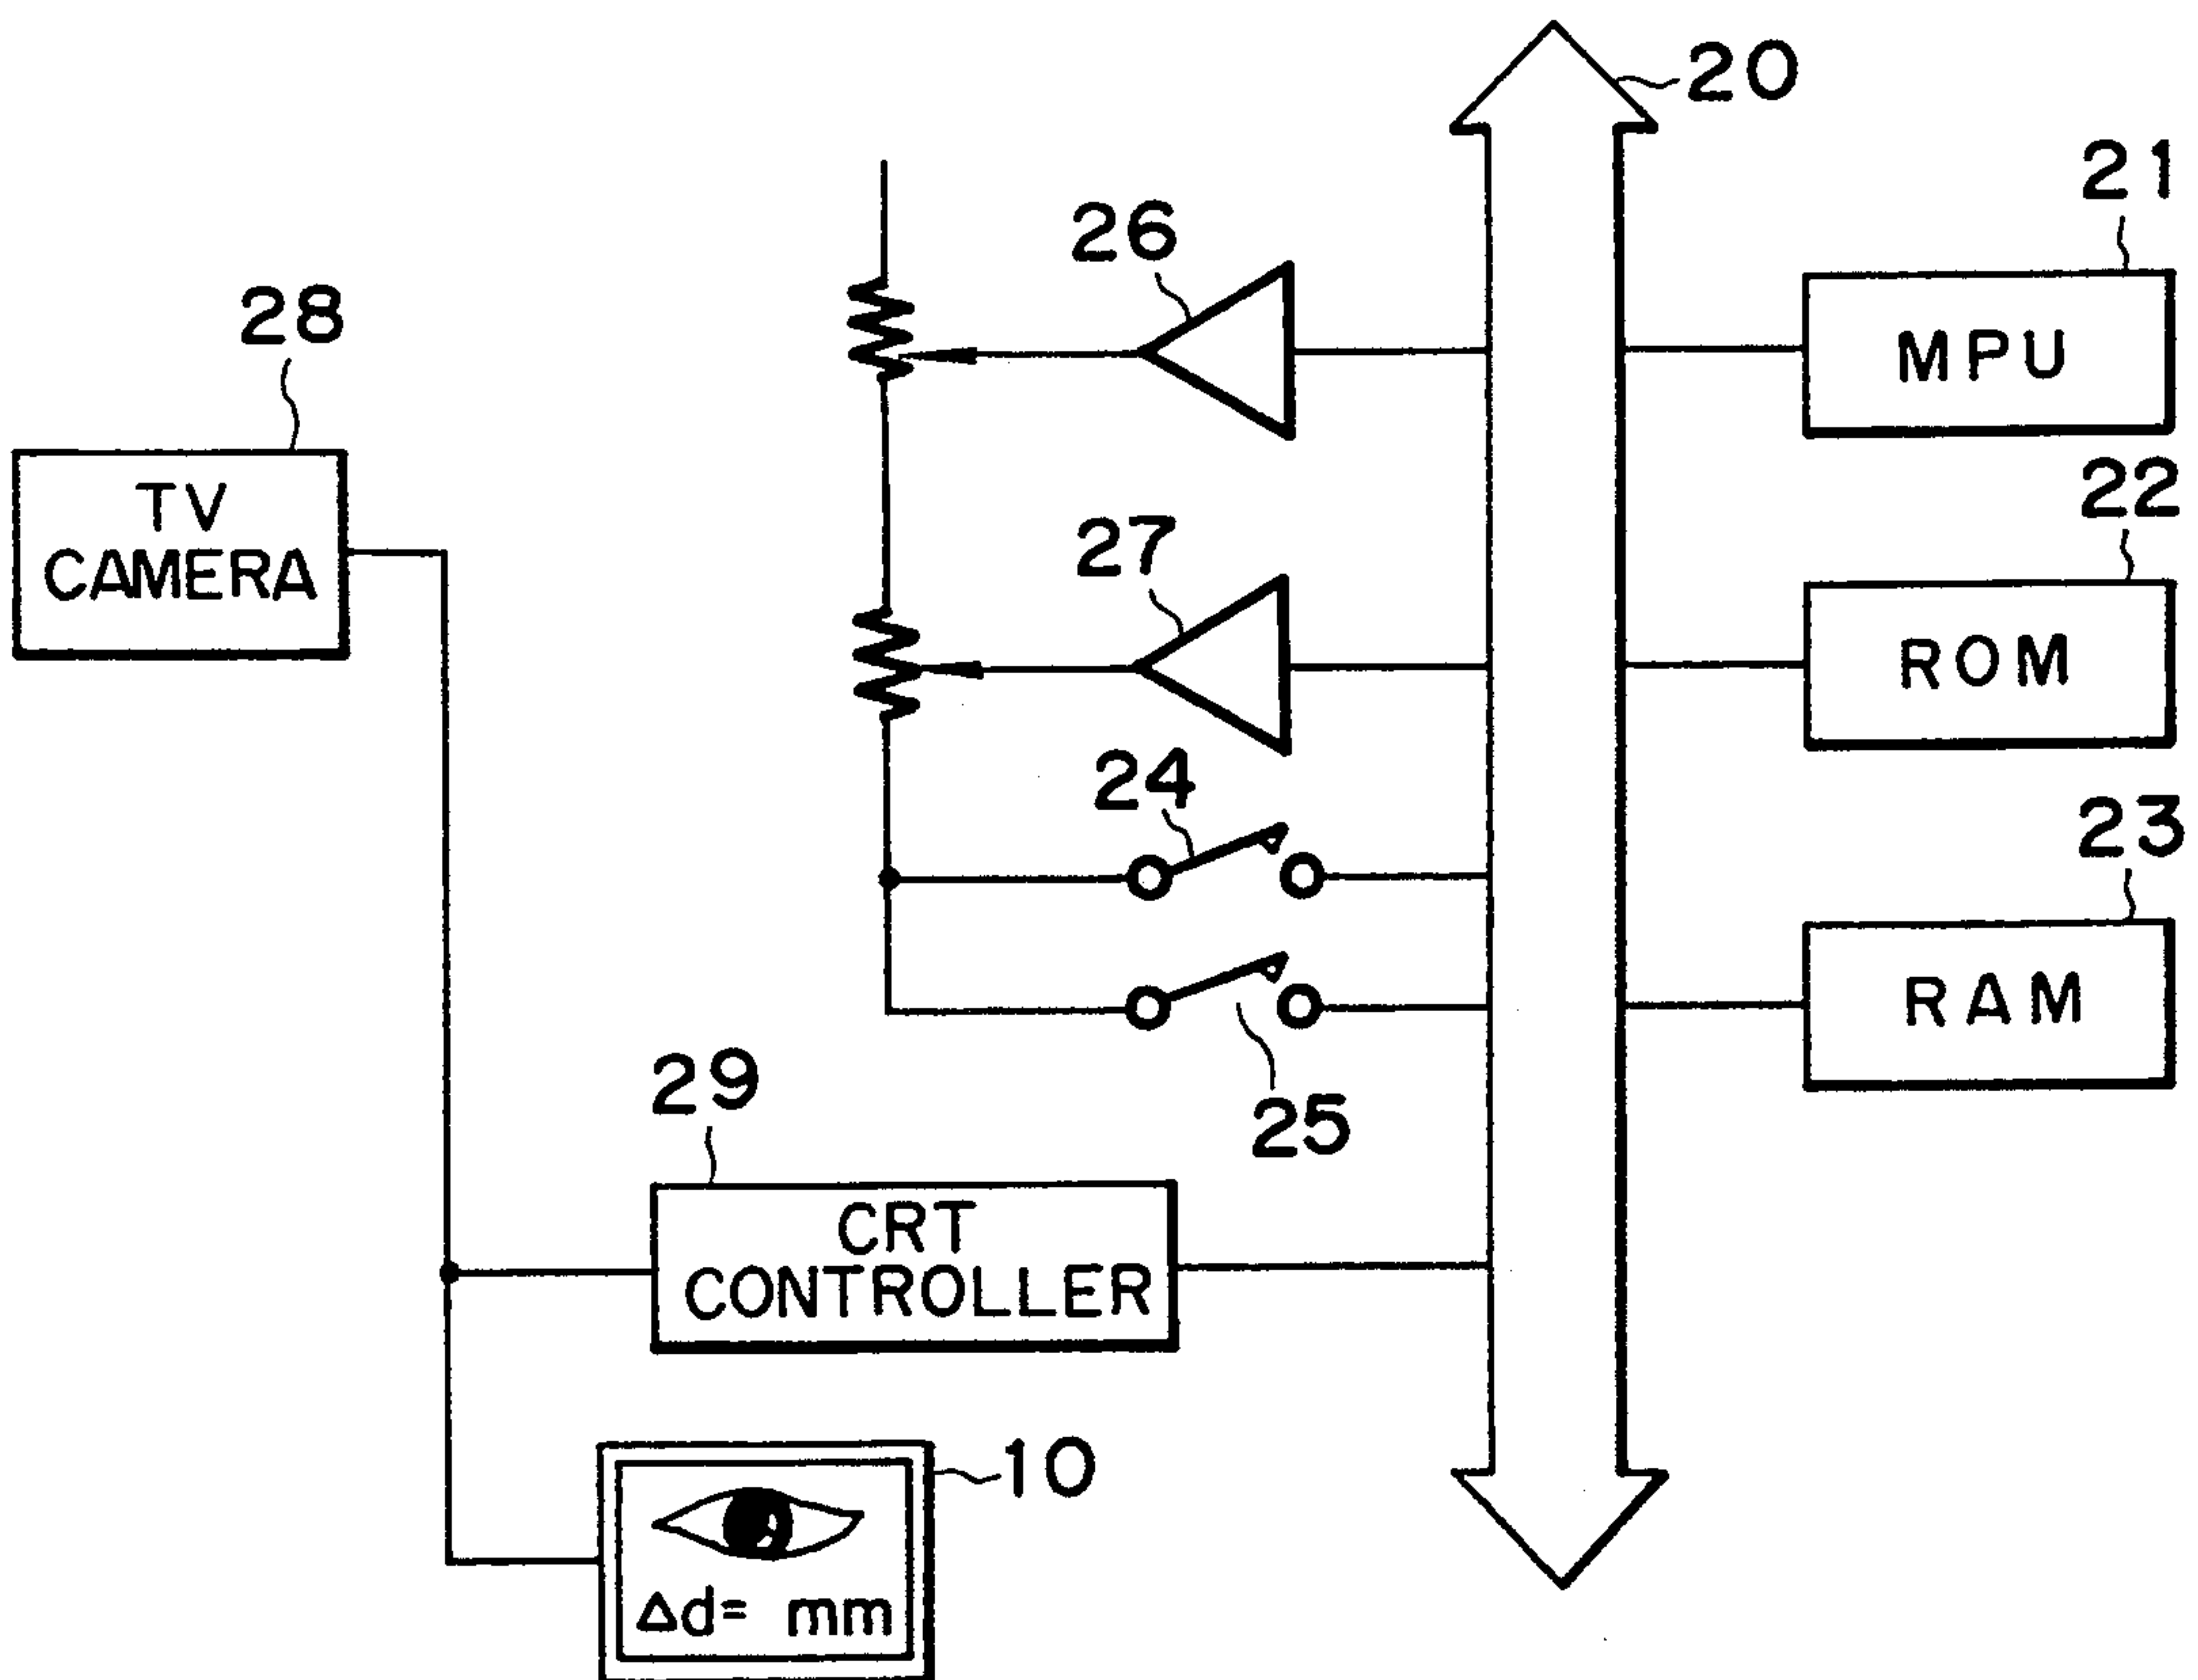 20
21
26
MPU
28
TV
CAMERA
22
27
ROM
24
23
RAM
25
29
CRT
CONTROLLER
10
Δd= mm